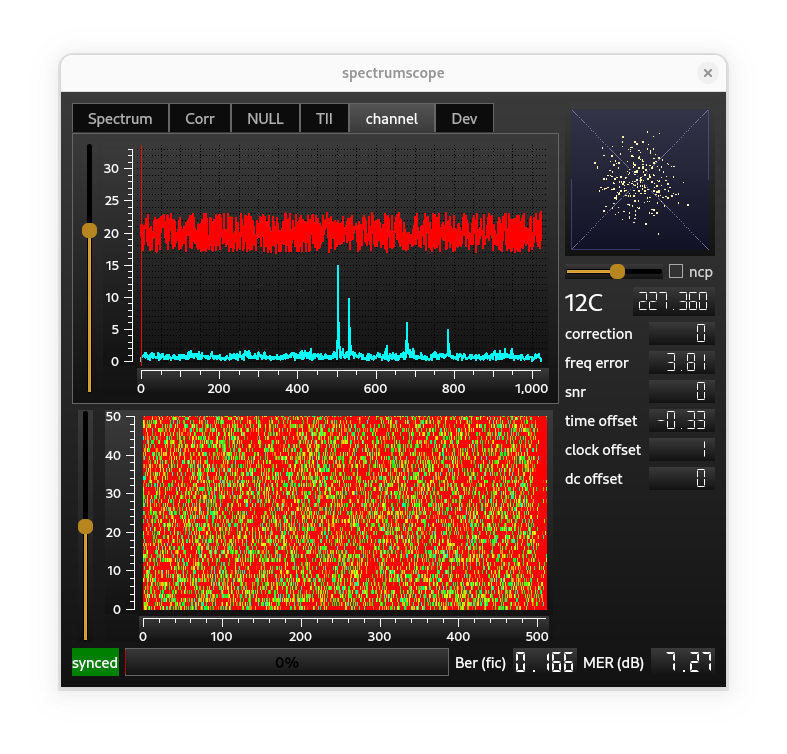 spectrumscope
Spectrum Corr NULL TII channel Dev
30
25
20
15
10
5
0
0 200 400 600 800 1,000
ncp
12C 227.360
correction 0
freq error 3.81
snr 0
time offset -0.33
clock offset 1
dc offset 0
50
40
30
20
10
0
0 100 200 300 400 500
synced 0% Ber (fic) 0.166 MER (dB) 7.27